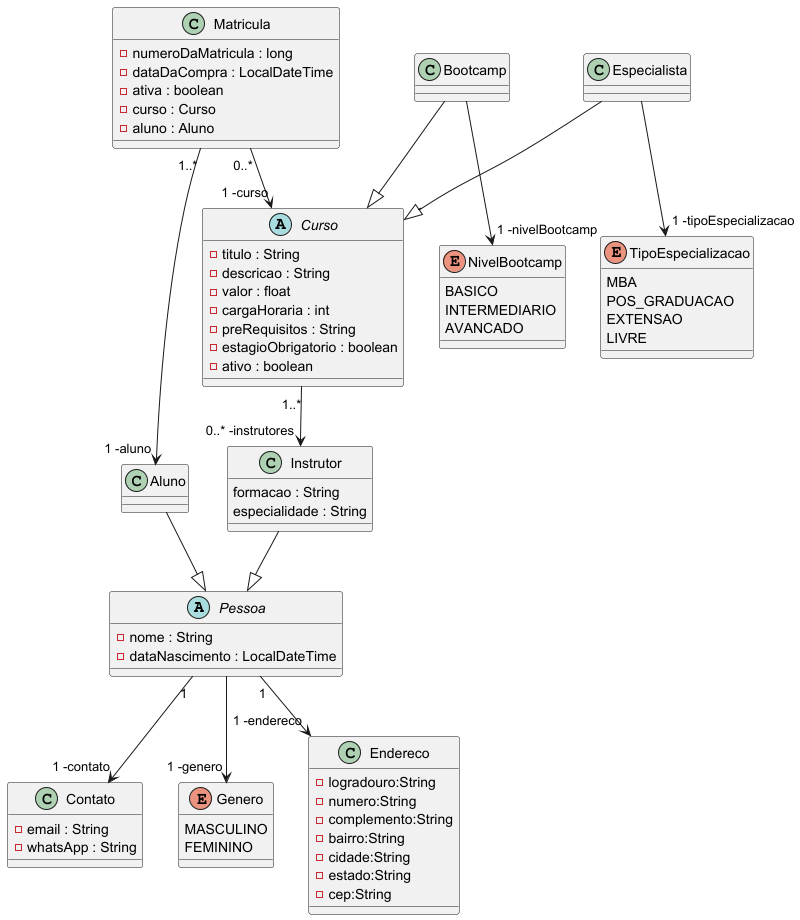 C Matricula
numeroDaMatricula : long
dataDaCompra : LocalDateTime
ativa : boolean
curso : Curso
aluno : Aluno
C Bootcamp
C Especialista
1..*
0..*
1 -curso
A Curso
titulo : String
descricao : String
valor : float
cargaHoraria : int
preRequisitos : String
estagioObrigatorio : boolean
ativo : boolean
1 -nivelBootcamp
E NivelBootcamp
BASICO
INTERMEDIARIO
AVANCADO
1 -tipoEspecializacao
E TipoEspecializacao
MBA
POS_GRADUACAO
EXTENSAO
LIVRE
1..*
0..* -instrutores
1 -aluno
C Aluno
C Instrutor
formacao : String
especialidade : String
A Pessoa
nome : String
dataNascimento : LocalDateTime
1
1
1 -endereco
1 -contato
1 -genero
C Contato
email : String
whatsApp : String
E Genero
MASCULINO
FEMININO
C Endereco
logradouro:String
numero:String
complemento:String
bairro:String
cidade:String
estado:String
cep:String